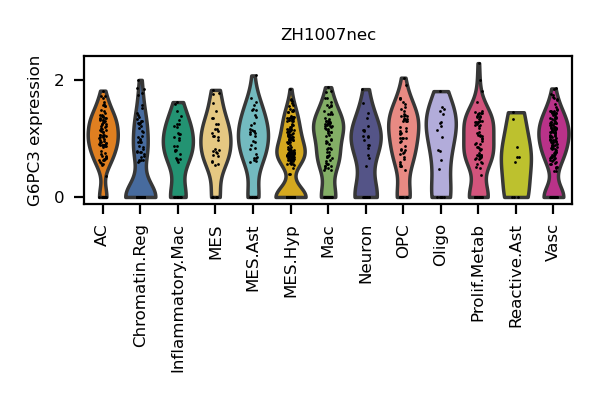 ZH1007nec
G6PC3 expression
2
0
AC
Chromatin.Reg
Inflammatory.Mac
MES
MES.Ast
MES.Hyp
Mac
Neuron
OPC
Oligo
Prolif.Metab
Reactive.Ast
Vasc